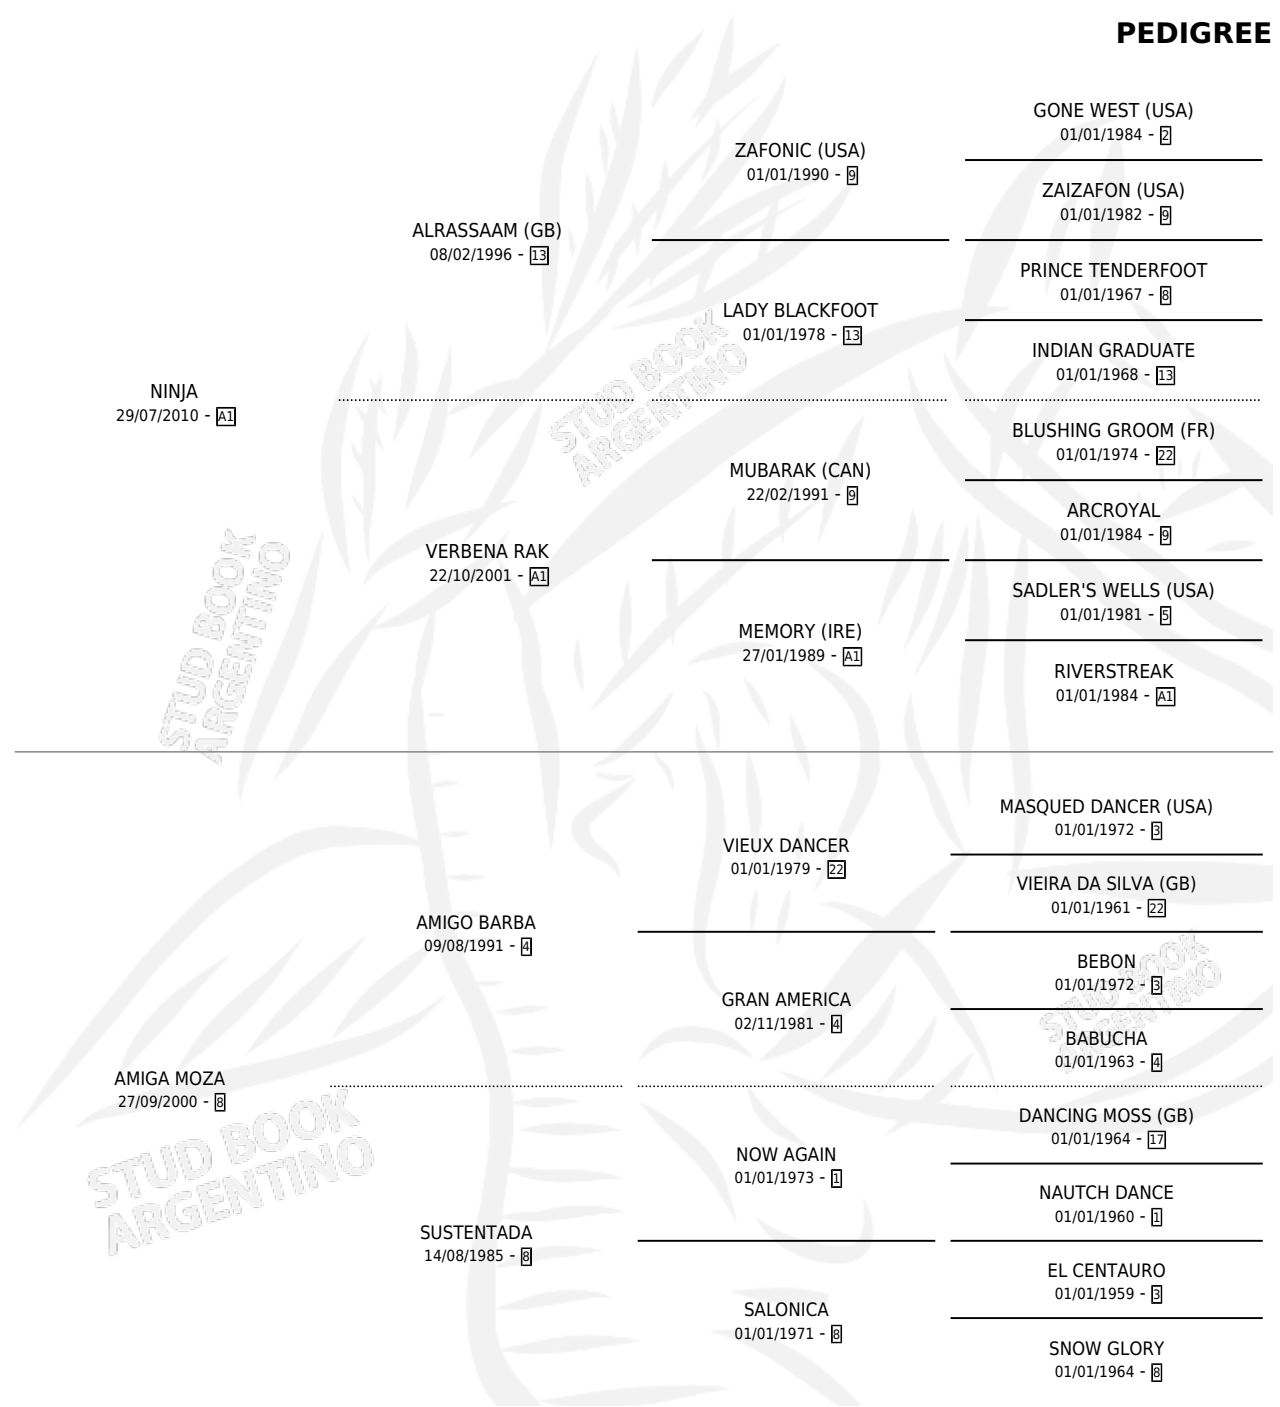 PEDIGREE
GONE WEST (USA)
01/01/1984 - 2
ZAFONIC (USA)
01/01/1990 - 9
ZAIZAFON (USA)
01/01/1982 - 9
ALRASSAAM (GB)
08/02/1996 - 13
PRINCE TENDERFOOT
01/01/1967 - 8
LADY BLACKFOOT
01/01/1978 - 13
INDIAN GRADUATE
01/01/1968 - 13
NINJA
29/07/2010 - A1
BLUSHING GROOM (FR)
01/01/1974 - 22
MUBARAK (CAN)
22/02/1991 - 9
ARCROYAL
01/01/1984 - 9
VERBENA RAK
22/10/2001 - A1
SADLER'S WELLS (USA)
01/01/1981 - 5
MEMORY (IRE)
27/01/1989 - A1
RIVERSTREAK
01/01/1984 - A1
MASQUED DANCER (USA)
01/01/1972 - 3
VIEUX DANCER
01/01/1979 - 22
VIEIRA DA SILVA (GB)
01/01/1961 - 22
AMIGO BARBA
09/08/1991 - 4
BEBON
01/01/1972 - 3
GRAN AMERICA
02/11/1981 - 4
BABUCHA
01/01/1963 - 4
AMIGA MOZA
27/09/2000 - 8
DANCING MOSS (GB)
01/01/1964 - 17
NOW AGAIN
01/01/1973 - 1
NAUTCH DANCE
01/01/1960 - 1
SUSTENTADA
14/08/1985 - 8
EL CENTAURO
01/01/1959 - 3
SALONICA
01/01/1971 - 8
SNOW GLORY
01/01/1964 - 8
STUD BOOK
ARGENTINO
STUD BOOK
ARGENTINO
STUD BOOK
ARGENTINO
STUD BOOK
ARGENTINO